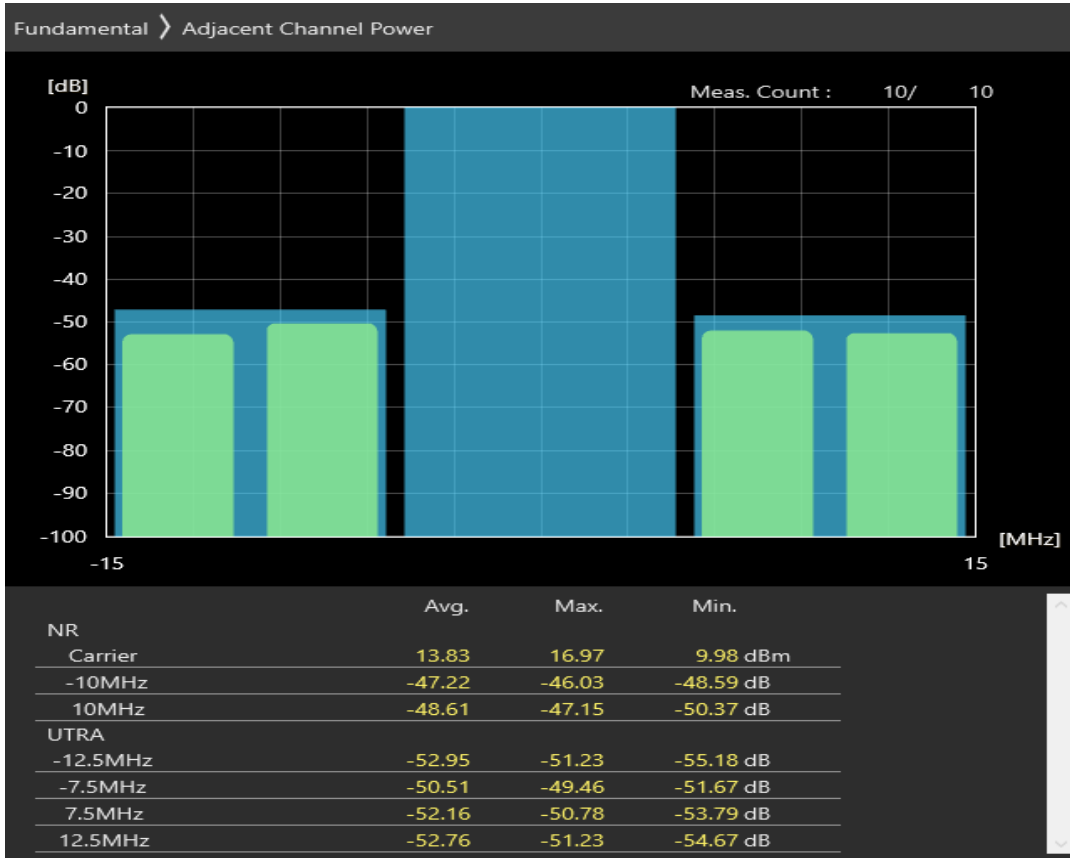 Fundamental ❭ Adjacent Channel Power
[dB]
Meas. Count : 10/ 10
0
-10
-20
-30
-40
-50
-60
-70
-80
-90
-100
[MHz]
-15 15
Avg. Max. Min.
NR
Carrier 13.83 16.97 9.98 dBm
-10MHz -47.22 -46.03 -48.59 dB
10MHz -48.61 -47.15 -50.37 dB
UTRA
-12.5MHz -52.95 -51.23 -55.18 dB
-7.5MHz -50.51 -49.46 -51.67 dB
7.5MHz -52.16 -50.78 -53.79 dB
12.5MHz -52.76 -51.23 -54.67 dB